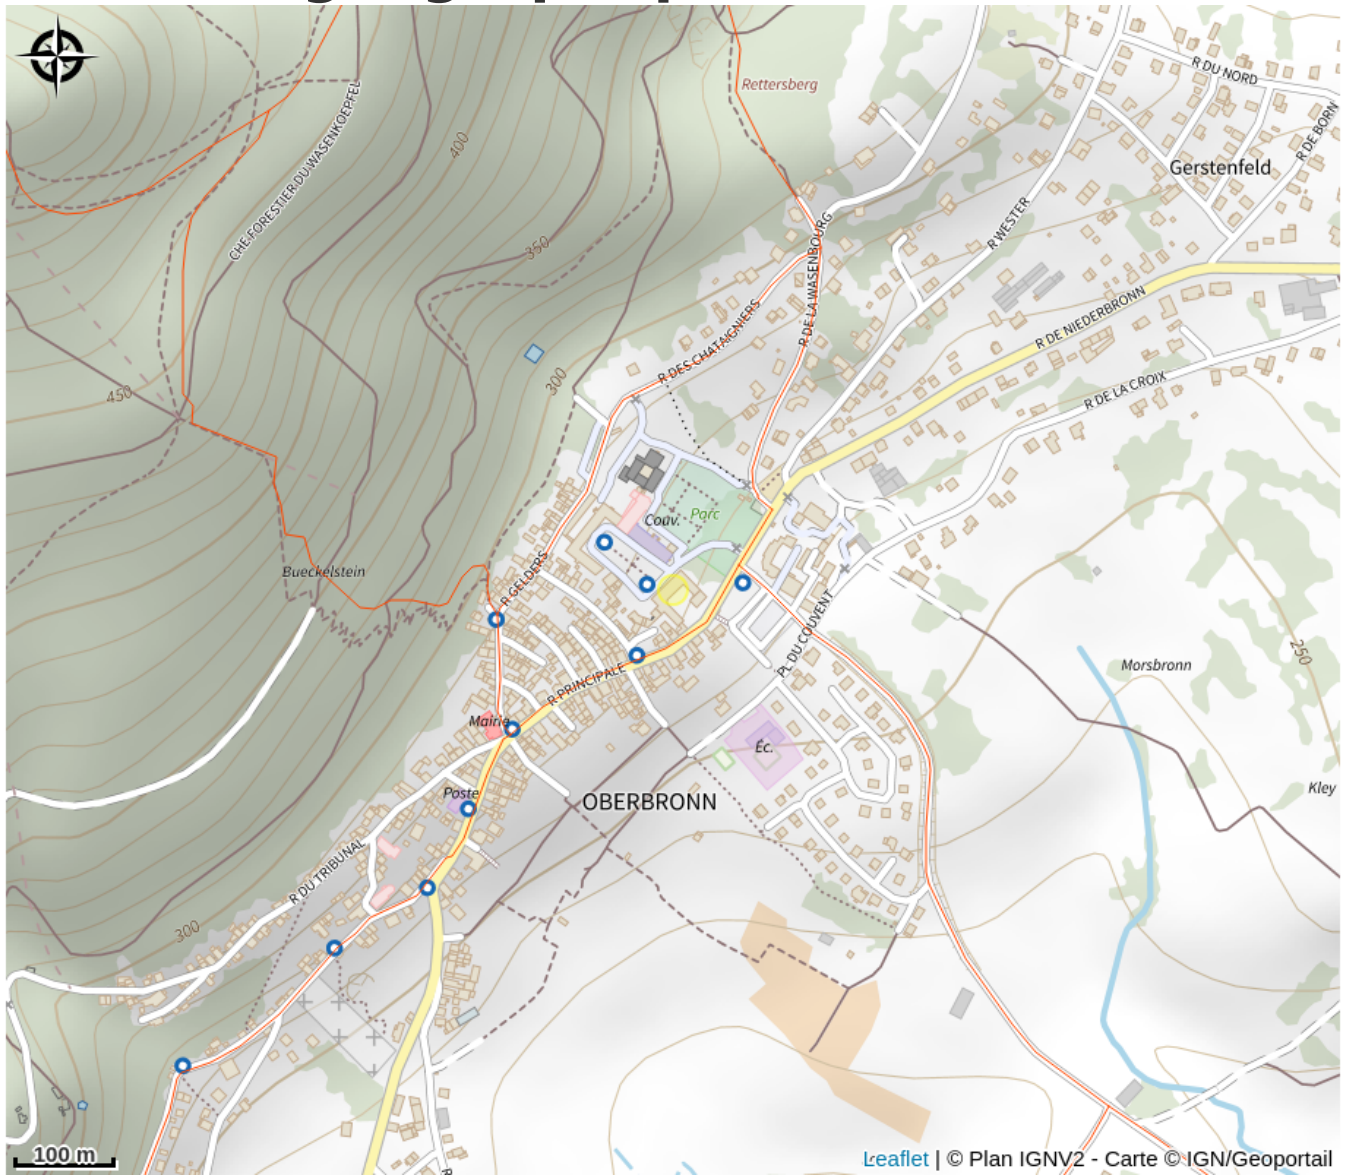 Rettersberg
R DU NORD
R DE BORN
Gerstenfeld
CHE FORESTIER DU WASENKOEPFEL
400
350
R WESTER
R DE LA WASENBOURG
R DE NIEDERBRONN
R DES CHATAIGNIERS
R DE LA CROIX
300
450
Couv.
Parc
Bueckelstein
R GELDERS
PL DU COUVENT
250
Morsbronn
R PRINCIPALE
Mairie
Éc.
Kley
Poste
OBERBRONN
R DU TRIBUNAL
300
100 m
R
Leaflet | © Plan IGNV2 - Carte © IGN/Geoportail